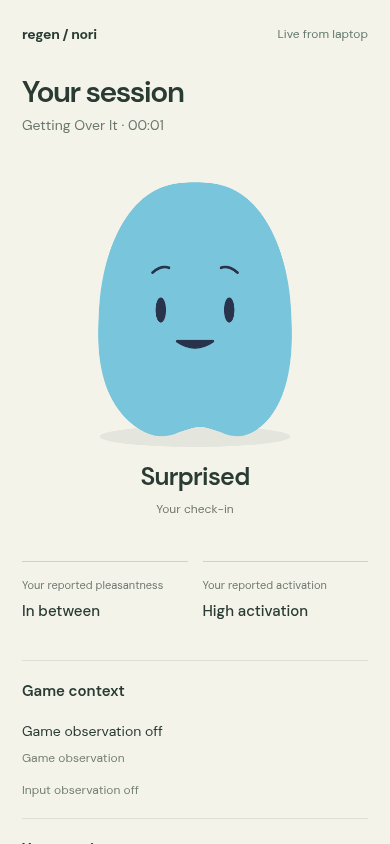 regen / nori
Live from laptop
Your session
Getting Over It · 00:01
Surprised
Your check-in
Your reported pleasantness
Your reported activation
In between
High activation
Game context
Game observation off
Game observation
Input observation off